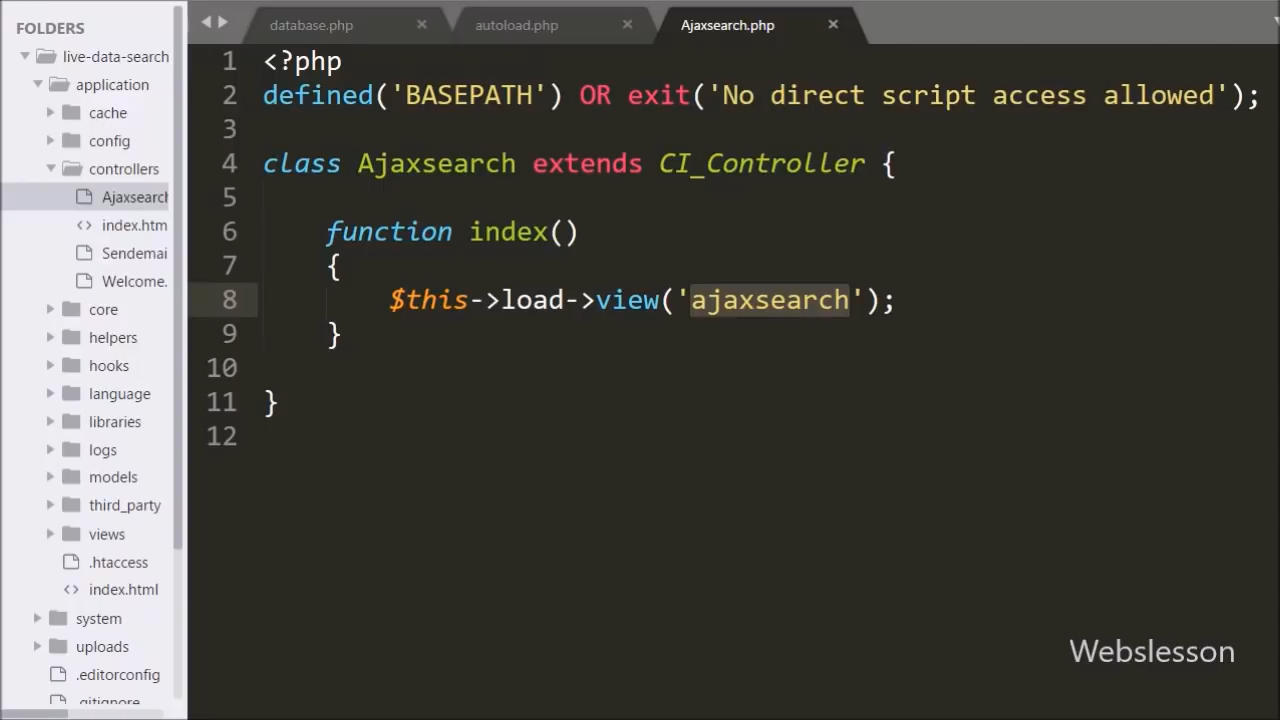 FOLDERS
live-data-search
application
cache
config
controllers
Ajaxsearch
index.htm
Sendemai
Welcome.
core
helpers
hooks
language
libraries
logs
models
third_party
views
.htaccess
index.html
system
uploads
.editorconfig
.gitignore
database.php
autoload.php
Ajaxsearch.php
1 <?php
2 defined('BASEPATH') OR exit('No direct script access allowed');
3
4 class Ajaxsearch extends CI_Controller {
5
6 function index()
7 {
8 $this->load->view('ajaxsearch');
9 }
10
11 }
12
Webslesson